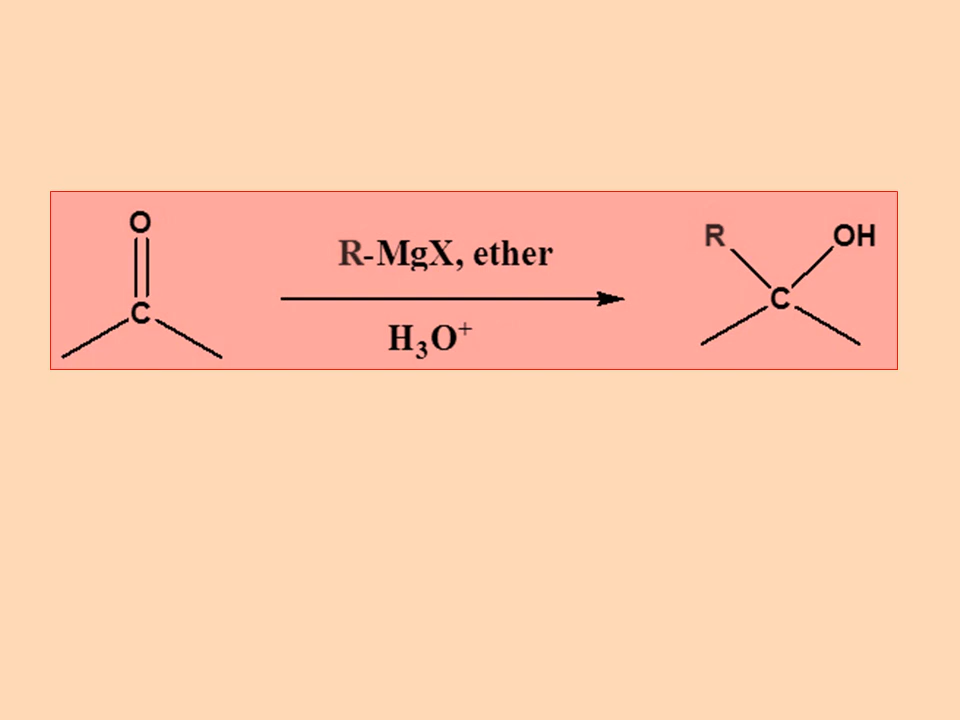 O
C
R-MgX, ether
H₃O⁺
R OH
C